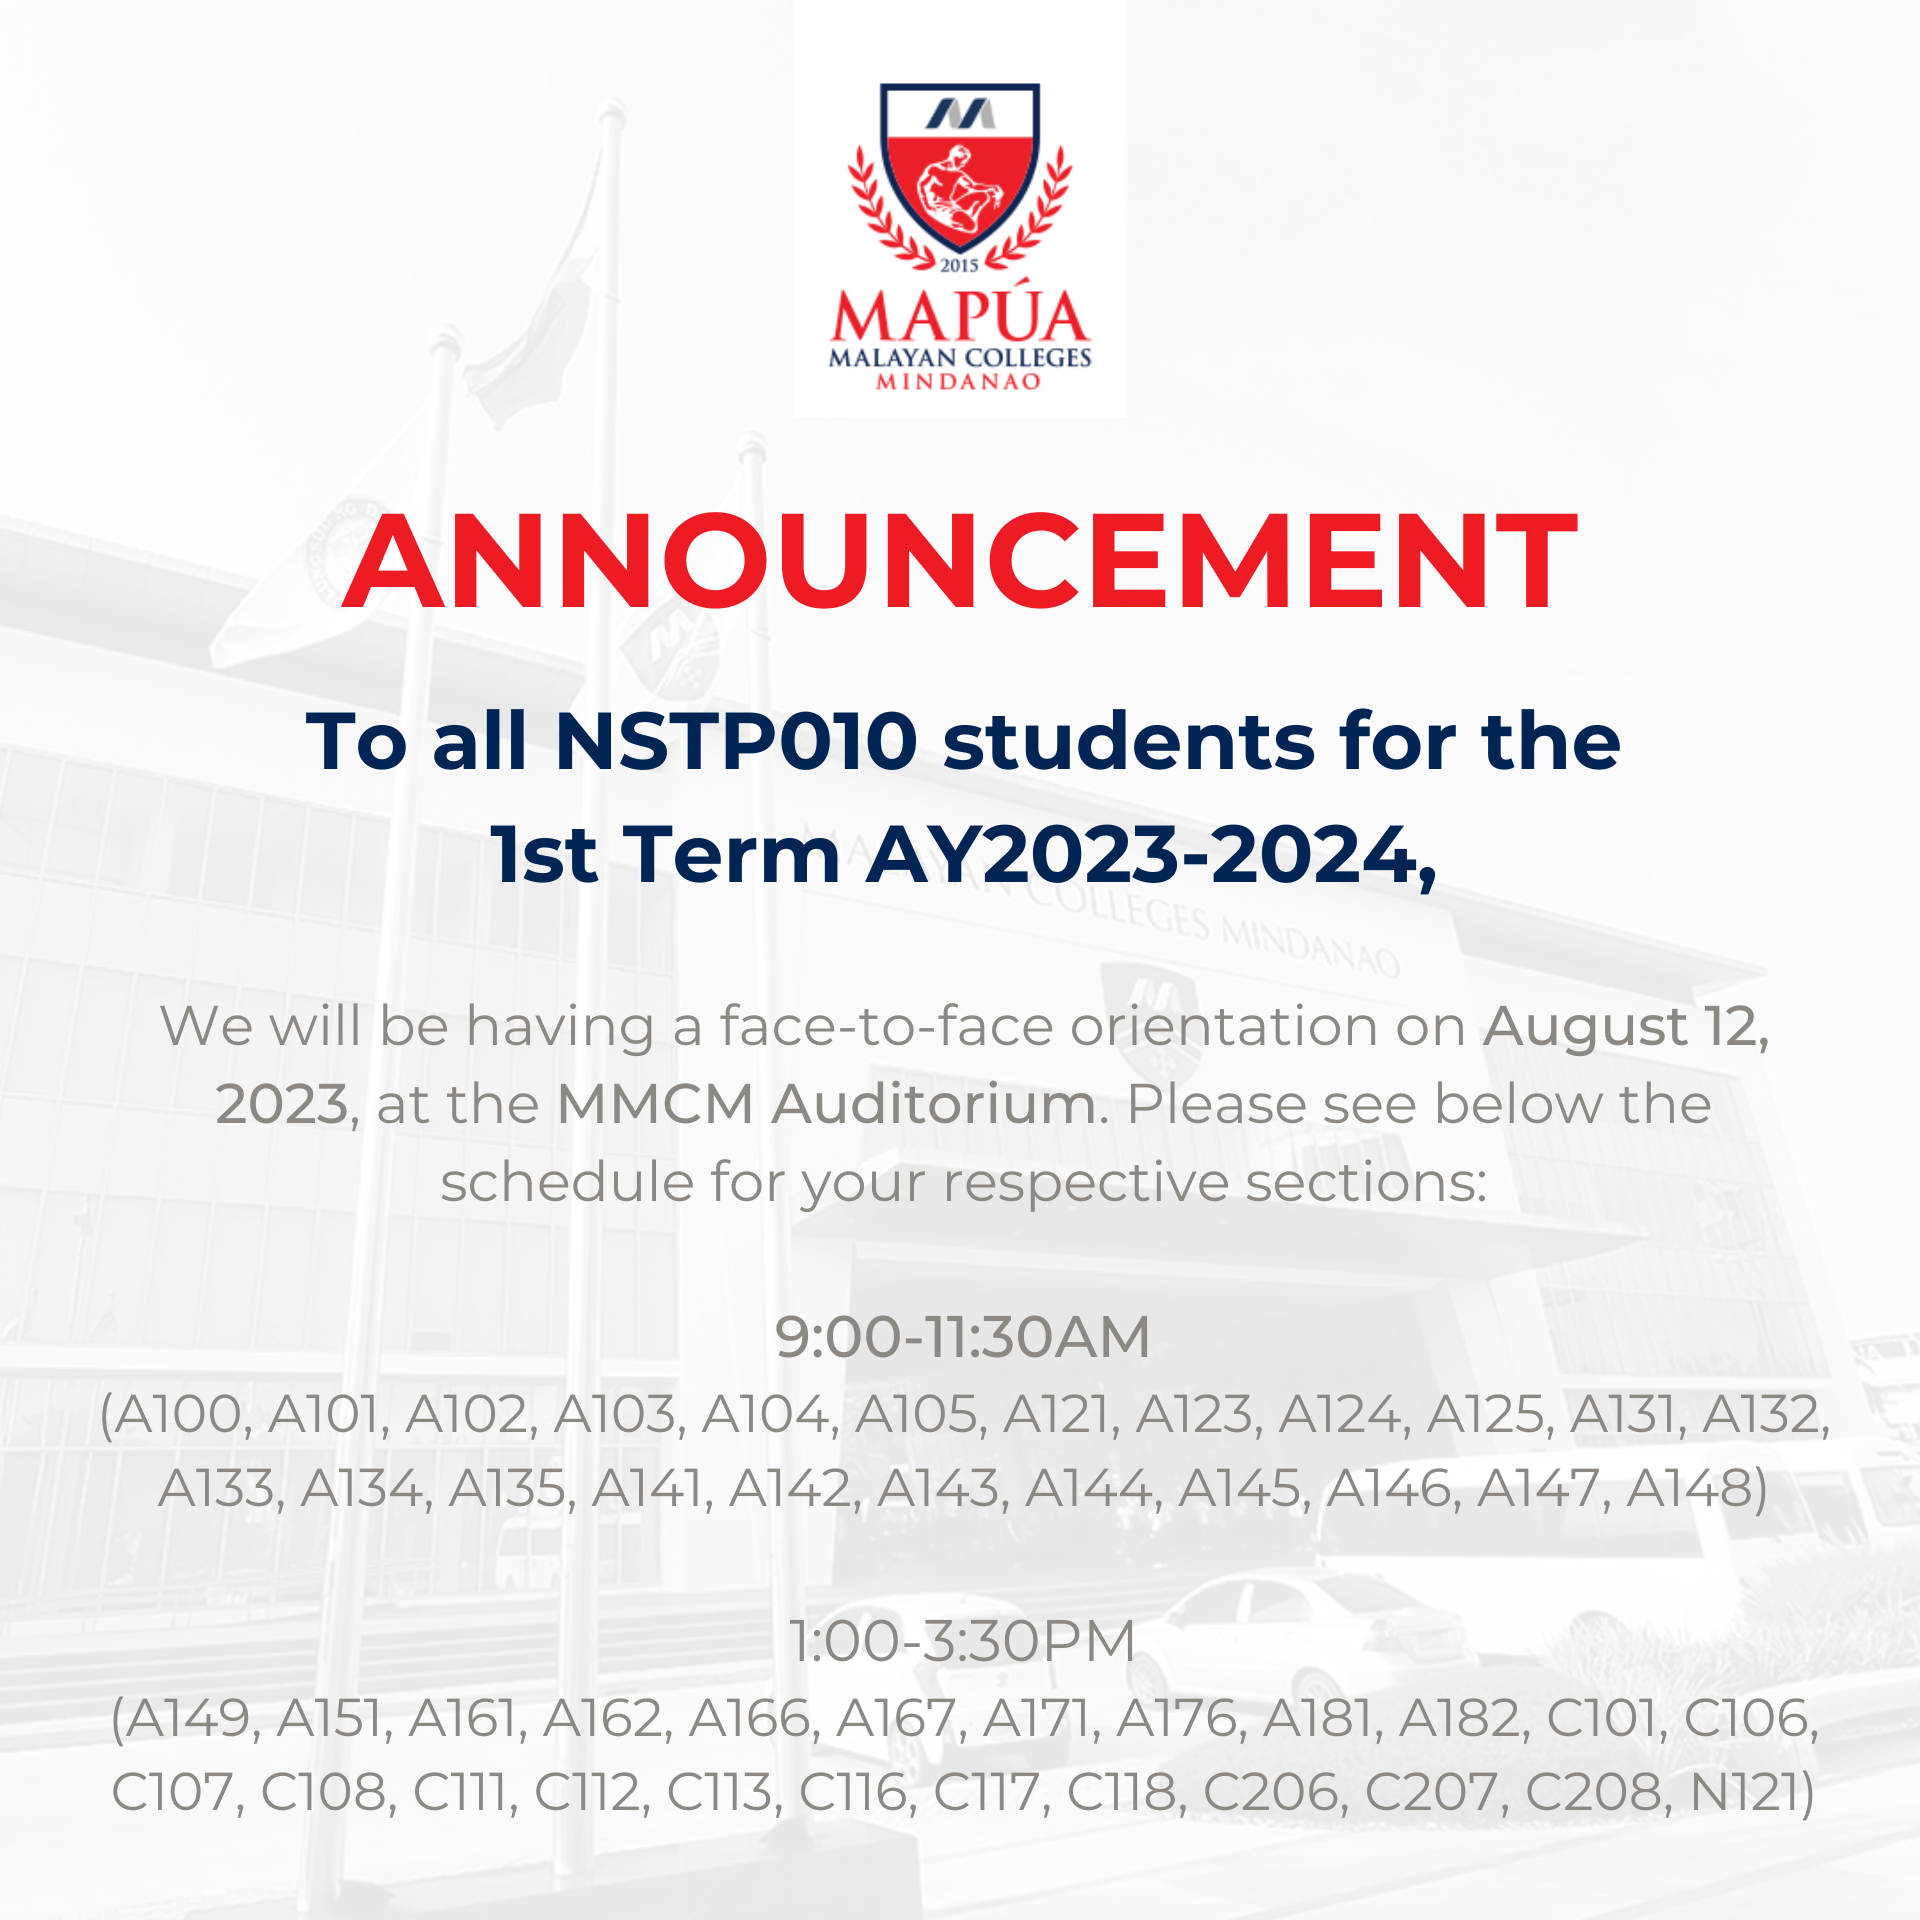 2015
MAPÚA
MALAYAN COLLEGES
MINDANAO
ANNOUNCEMENT
To all NSTP010 students for the
1st Term AY2023-2024,
MALAYAN COLLEGES MINDANAO
We will be having a face-to-face orientation on August 12,
2023, at the MMCM Auditorium. Please see below the
schedule for your respective sections:
9:00-11:30AM
(A100, A101, A102, A103, A104, A105, A121, A123, A124, A125, A131, A132,
A133, A134, A135, A141, A142, A143, A144, A145, A146, A147, A148)
1:00-3:30PM
(A149, A151, A161, A162, A166, A167, A171, A176, A181, A182, C101, C106,
C107, C108, C111, C112, C113, C116, C117, C118, C206, C207, C208, N121)